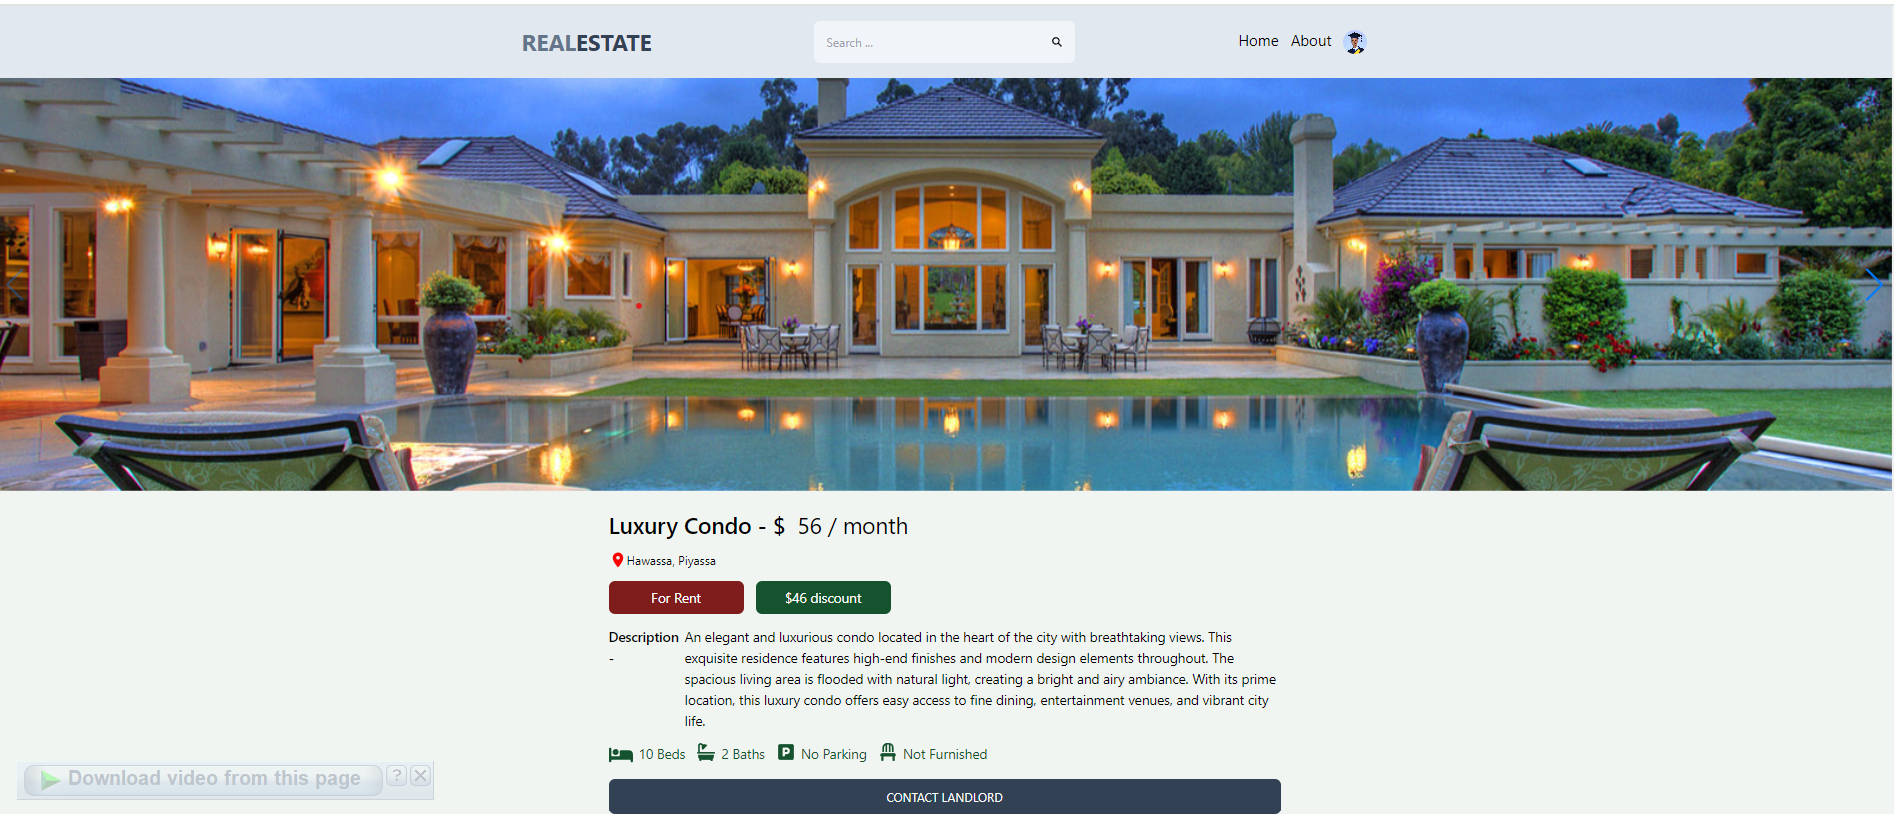 REALESTATE
Search ...
Home About
Luxury Condo - $ 56 / month
Hawassa, Piyassa
For Rent
$46 discount
Description -
An elegant and luxurious condo located in the heart of the city with breathtaking views. This
exquisite residence features high-end finishes and modern design elements throughout. The
spacious living area is flooded with natural light, creating a bright and airy ambiance. With its prime
location, this luxury condo offers easy access to fine dining, entertainment venues, and vibrant city
life.
10 Beds 2 Baths No Parking Not Furnished
Download video from this page ?
CONTACT LANDLORD